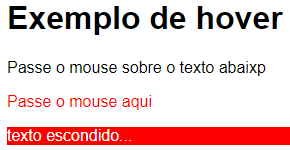 Exemplo de hover
Passe o mouse sobre o texto abaixp
Passe o mouse aqui
texto escondido...